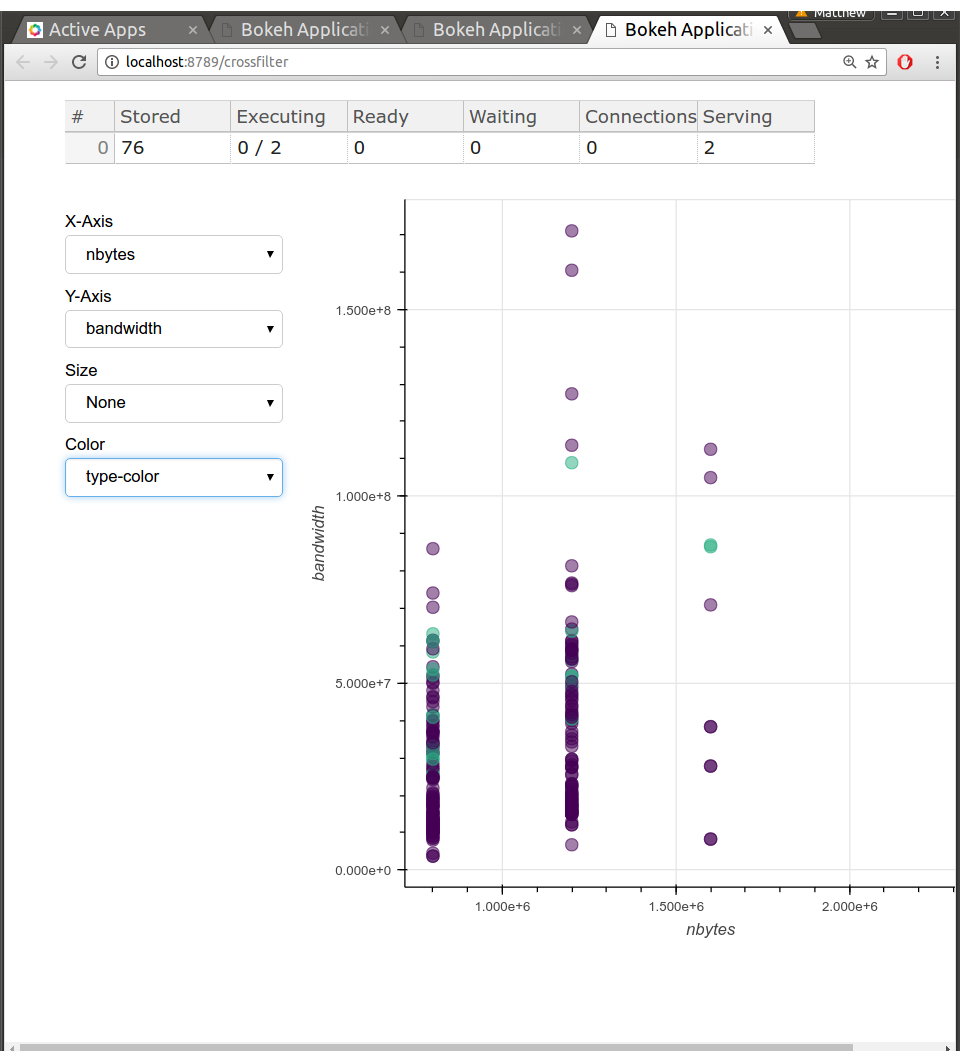 Matthew
Active Apps × Bokeh Applicati × Bokeh Applicati × Bokeh Applicati ×
localhost:8789/crossfilter
# Stored Executing Ready Waiting Connections Serving
0 76 0 / 2 0 0 0 2
X-Axis
nbytes
Y-Axis
bandwidth
Size
None
Color
type-color
bandwidth
1.500e+8
1.000e+8
5.000e+7
0.000e+0
1.000e+6 1.500e+6 2.000e+6
nbytes